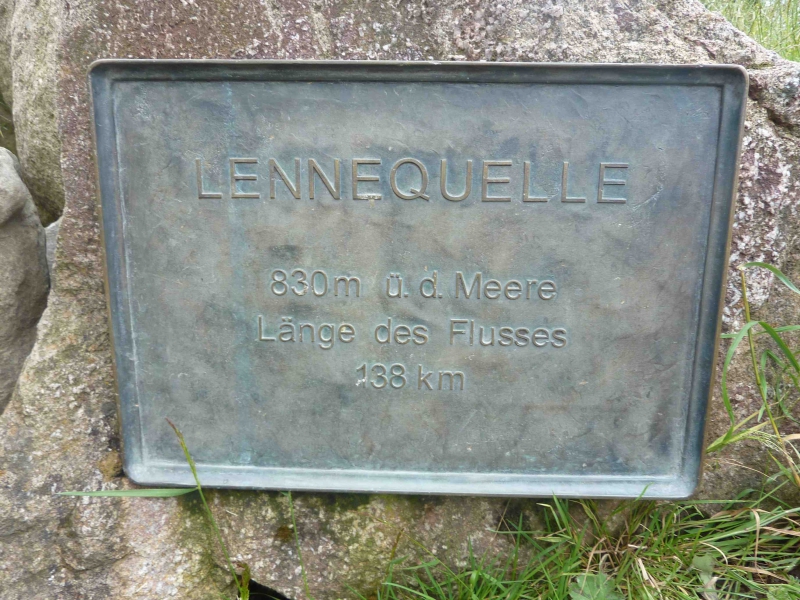 LENNEQUELLE
830m ü. d. Meere
Länge des Flusses
138 km